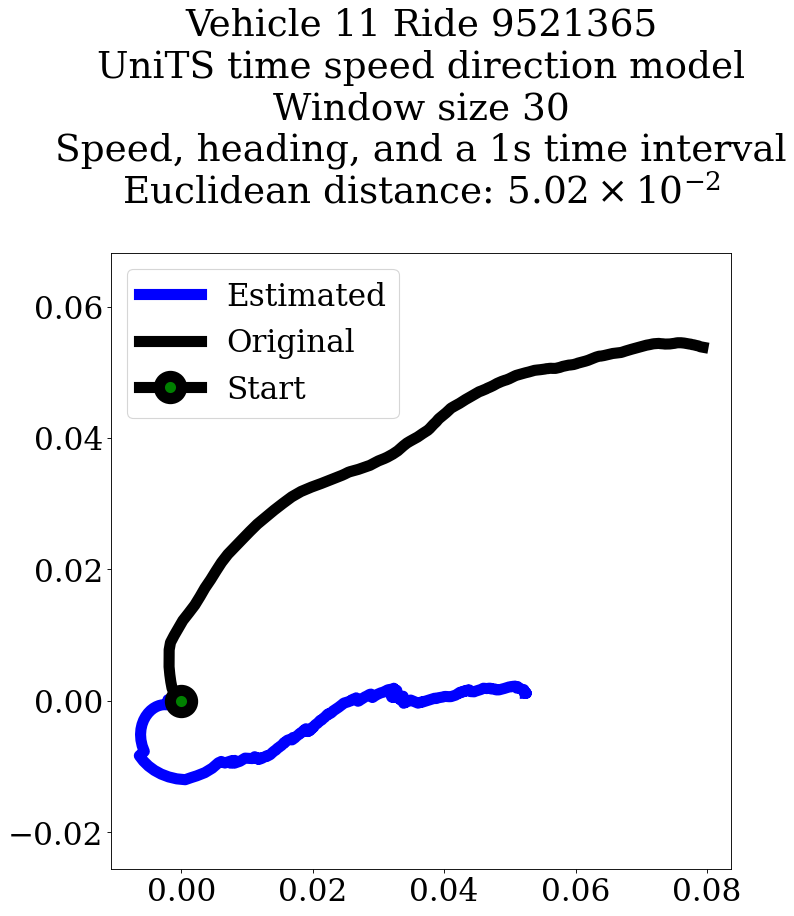 Vehicle 11 Ride 9521365
UniTS time speed direction model
Window size 30
Speed, heading, and a 1s time interval
Euclidean distance: 5.02 × 10⁻²
Estimated
Original
Start
0.06
0.04
0.02
0.00
−0.02
0.00 0.02 0.04 0.06 0.08